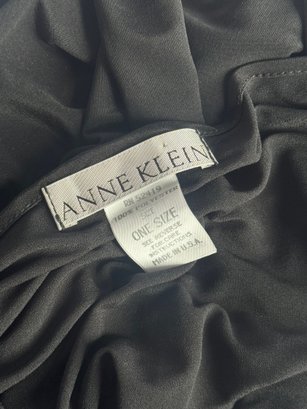 ANNE KLEIN
100% POLYESTER
ONE SIZE
SEE REVERSE
FOR CARE
INSTRUCTIONS
MADE IN U.S.A.